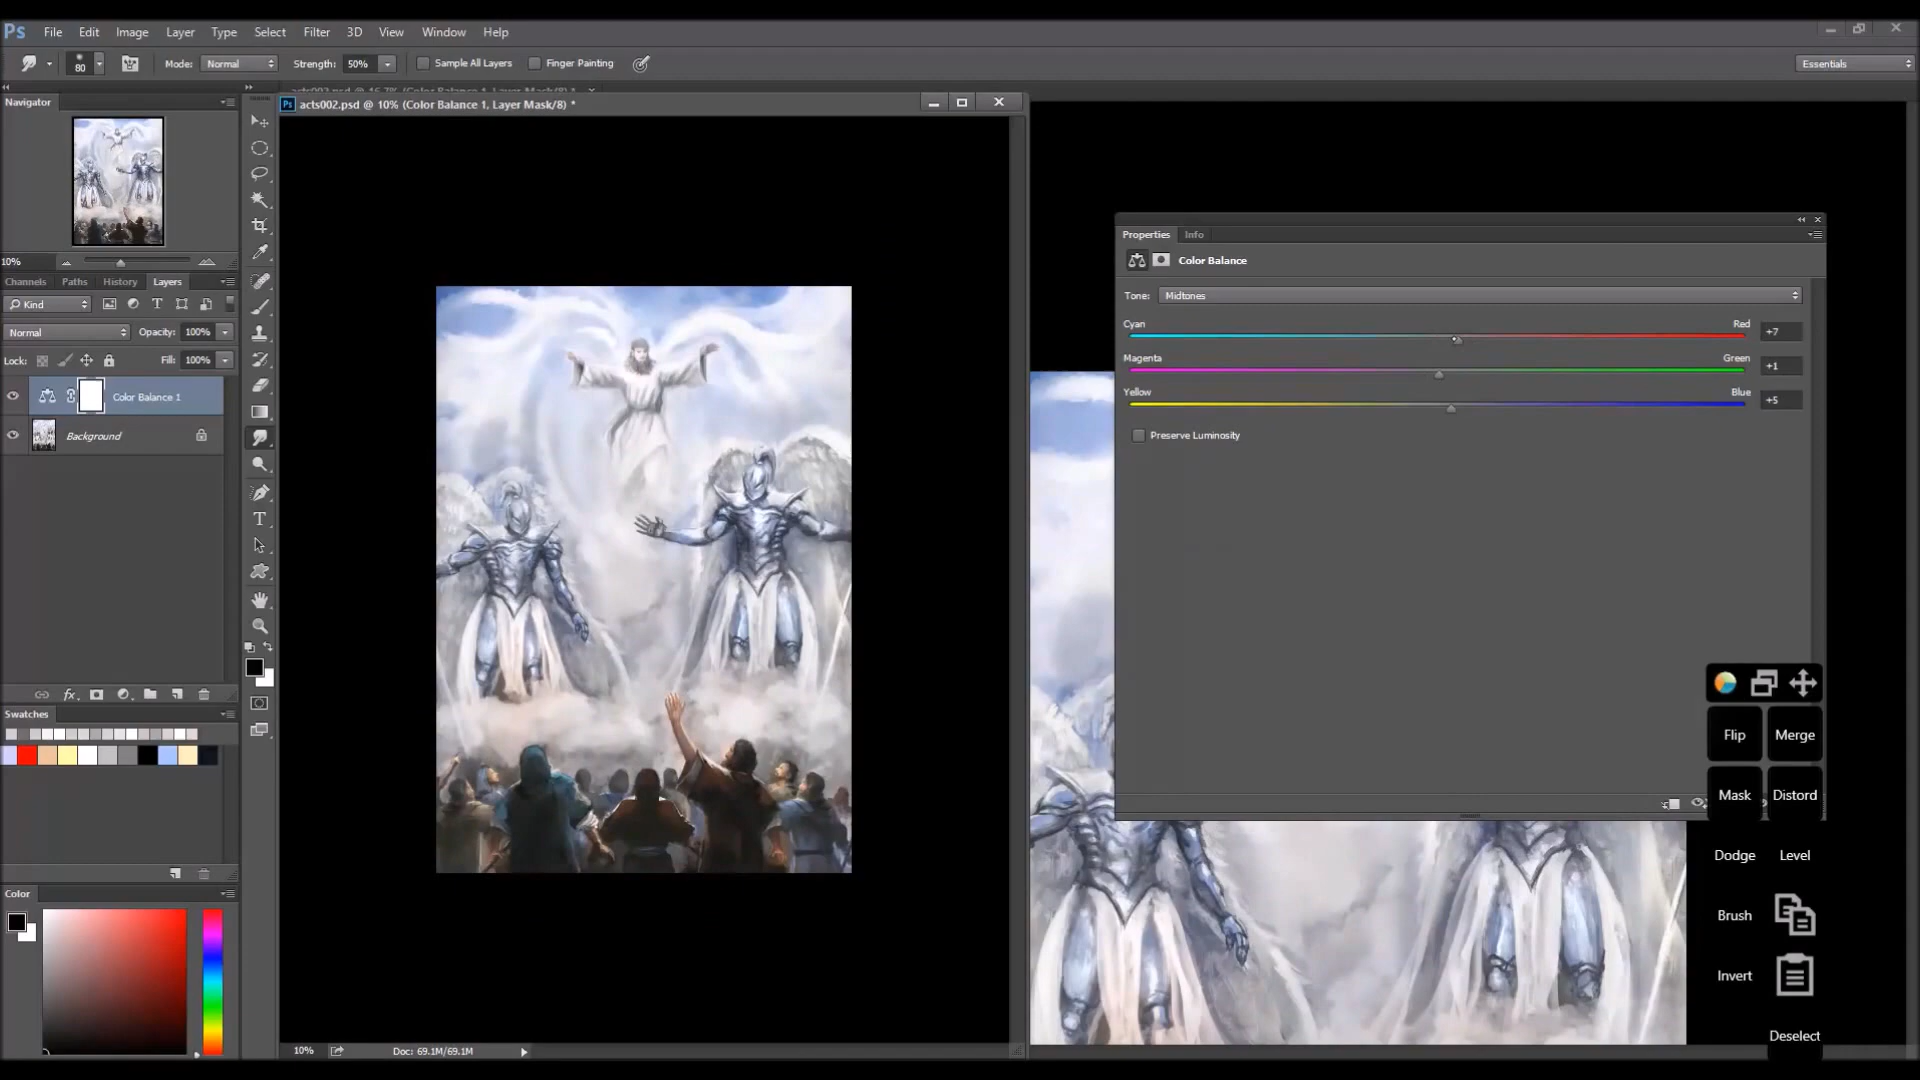 Ps File Edit Image Layer Type Select Filter 3D View Window Help
80 Mode: Normal Strength: 50% Sample All Layers Finger Painting Essentials
Navigator
acts002.psd @ 10% (Color Balance 1, Layer Mask/8) *
10%
Channels Paths History Layers
Kind
Normal Opacity: 100%
Lock: Fill: 100%
Color Balance 1
Background
Swatches
Color
10% Doc: 69.1M/69.1M
Properties Info
Color Balance
Tone: Midtones
Cyan Red +7
Magenta Green +1
Yellow Blue +5
Preserve Luminosity
Flip Merge
Mask Distord
Dodge Level
Brush
Invert
Deselect